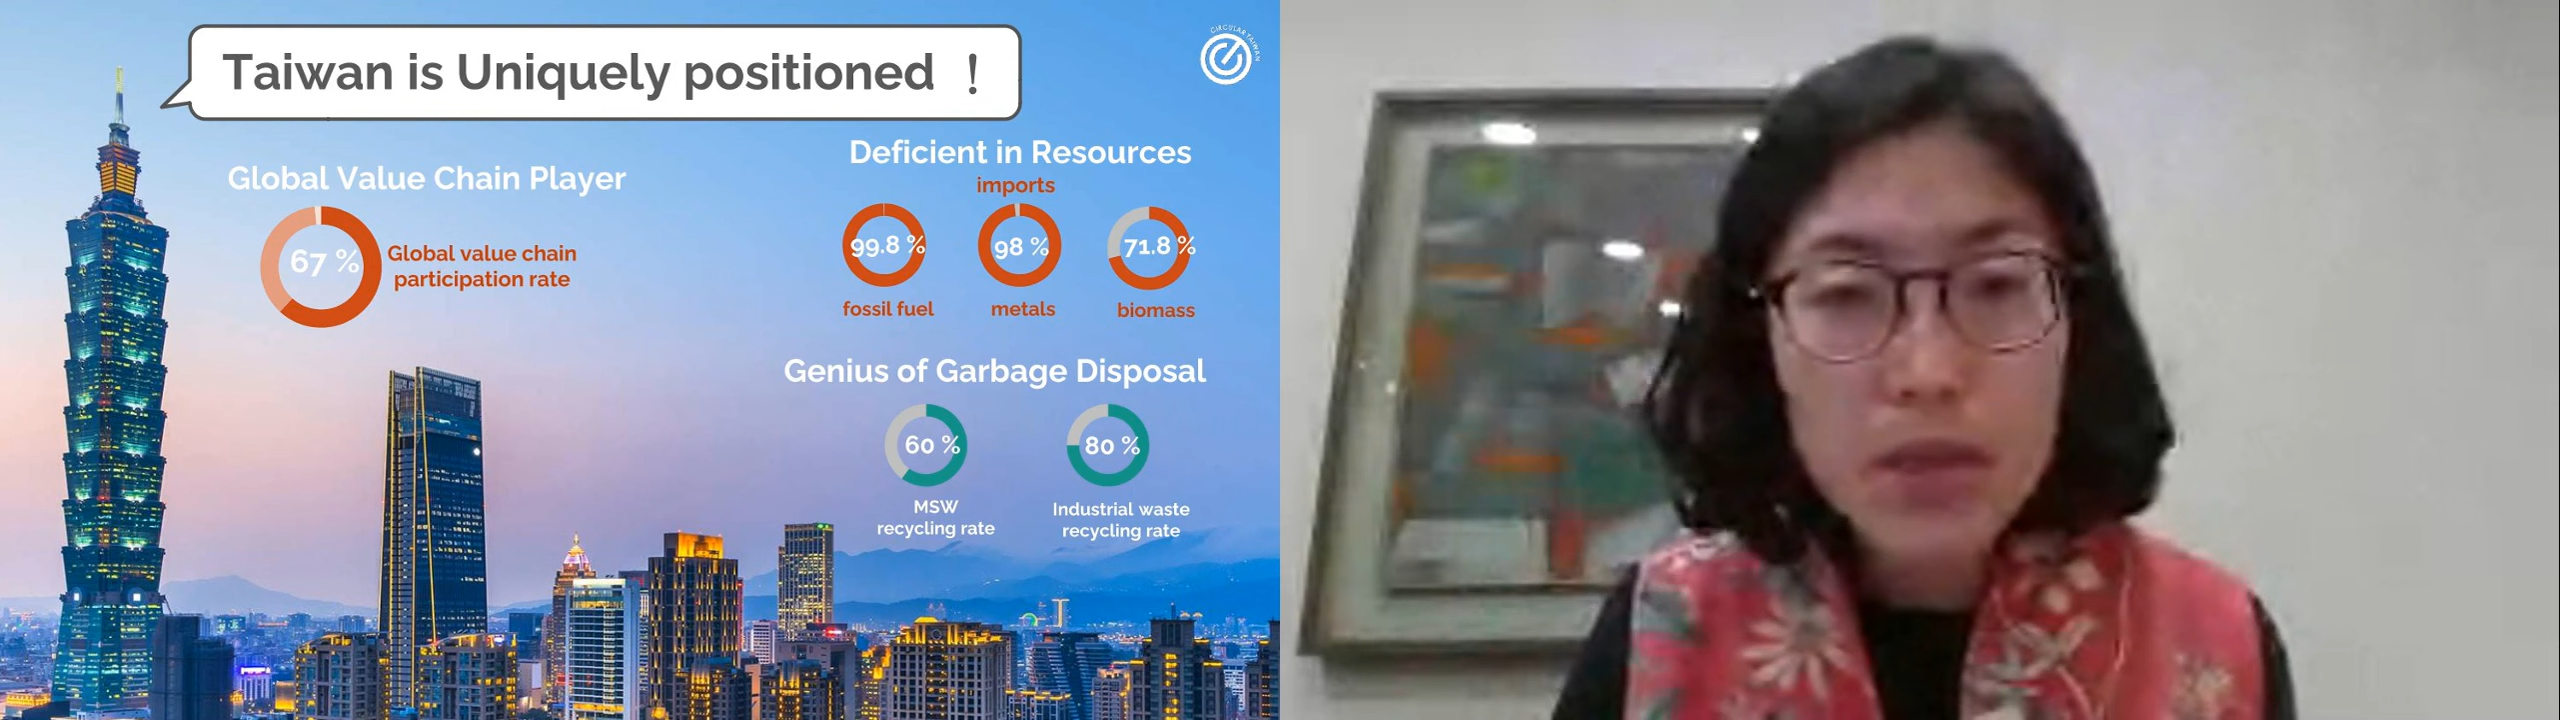 Taiwan is Uniquely positioned !
CIRCULAR TAIWAN
Global Value Chain Player
67 %
Global value chain
participation rate
Deficient in Resources
imports
99.8 %
98 %
71.8 %
fossil fuel
metals
biomass
Genius of Garbage Disposal
60 %
80 %
MSW
recycling rate
Industrial waste
recycling rate